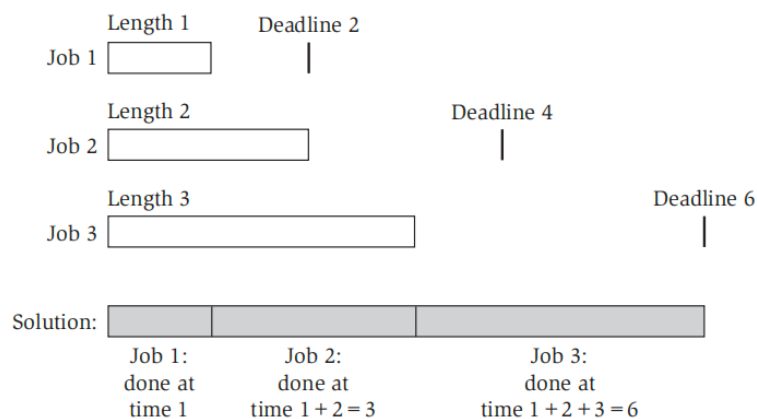 Length 1 Deadline 2
Job 1
Length 2 Deadline 4
Job 2
Length 3 Deadline 6
Job 3
Solution:
Job 1: Job 2: Job 3:
done at done at done at
time 1 time 1+2=3 time 1+2+3=6